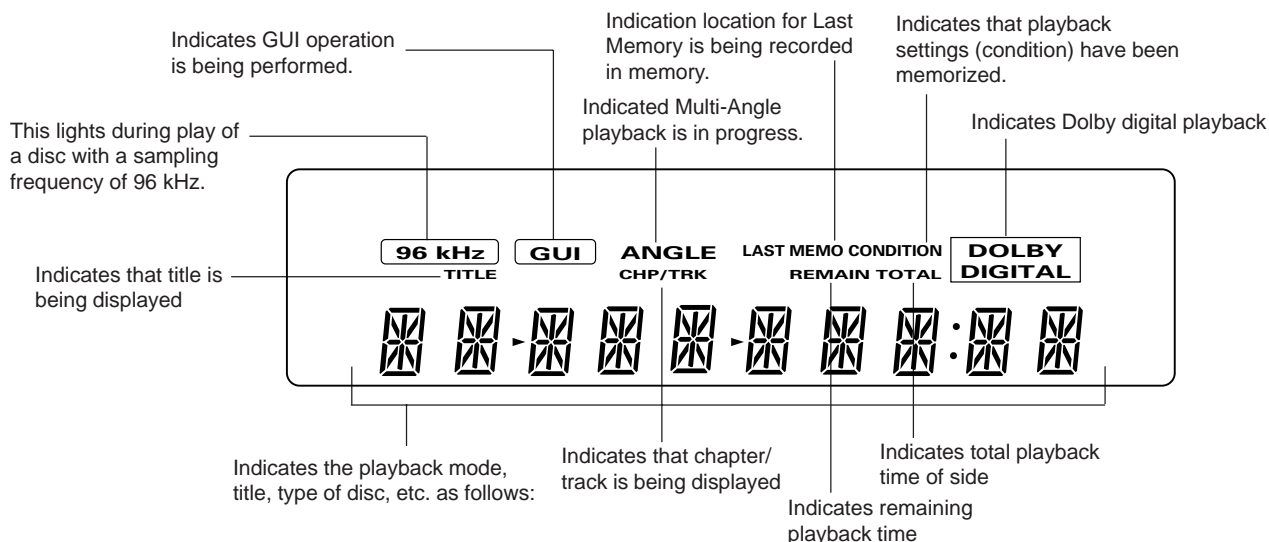 Indicates GUI operation
is being performed.
Indication location for Last
Memory is being recorded
in memory.
Indicates that playback
settings (condition) have been
memorized.
This lights during play of
a disc with a sampling
frequency of 96 kHz.
Indicated Multi-Angle
playback is in progress.
Indicates Dolby digital playback
96 kHz GUI ANGLE LAST MEMO CONDITION DOLBY
DIGITAL
TITLE CHP/TRK REMAIN TOTAL
Indicates that title is
being displayed
Indicates the playback mode,
title, type of disc, etc. as follows:
Indicates that chapter/
track is being displayed
Indicates total playback
time of side
Indicates remaining
playback time